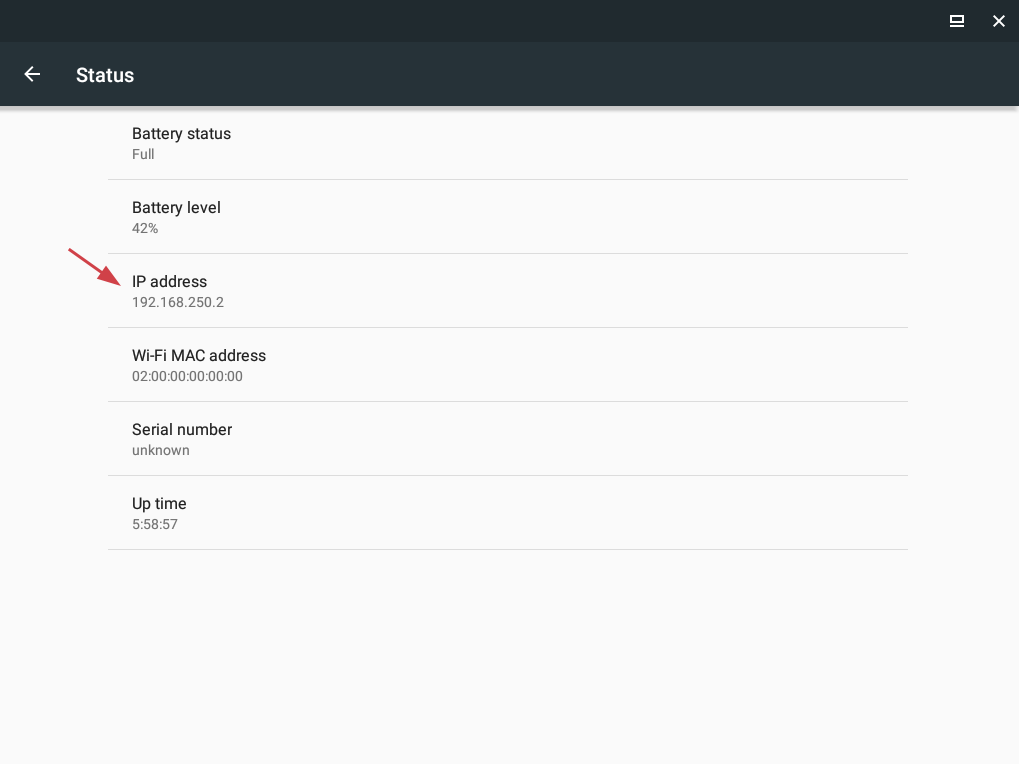 Status
Battery status
Full
Battery level
42%
IP address
192.168.250.2
Wi-Fi MAC address
02:00:00:00:00:00
Serial number
unknown
Up time
5:58:57